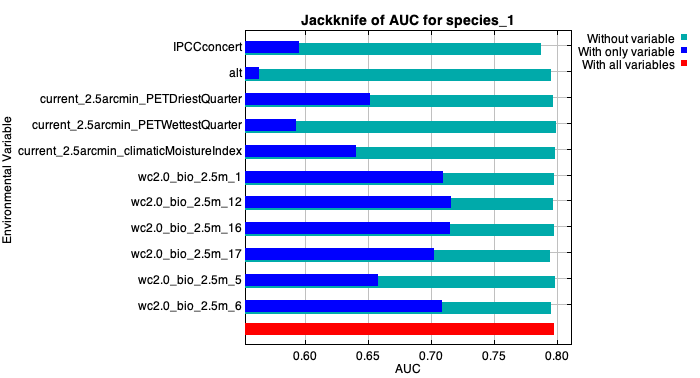 Jackknife of AUC for species_1
Without variable
With only variable
With all variables
Environmental Variable
IPCCconcert
alt
current_2.5arcmin_PETDriestQuarter
current_2.5arcmin_PETWettestQuarter
current_2.5arcmin_climaticMoistureIndex
wc2.0_bio_2.5m_1
wc2.0_bio_2.5m_12
wc2.0_bio_2.5m_16
wc2.0_bio_2.5m_17
wc2.0_bio_2.5m_5
wc2.0_bio_2.5m_6
0.60 0.65 0.70 0.75 0.80
AUC